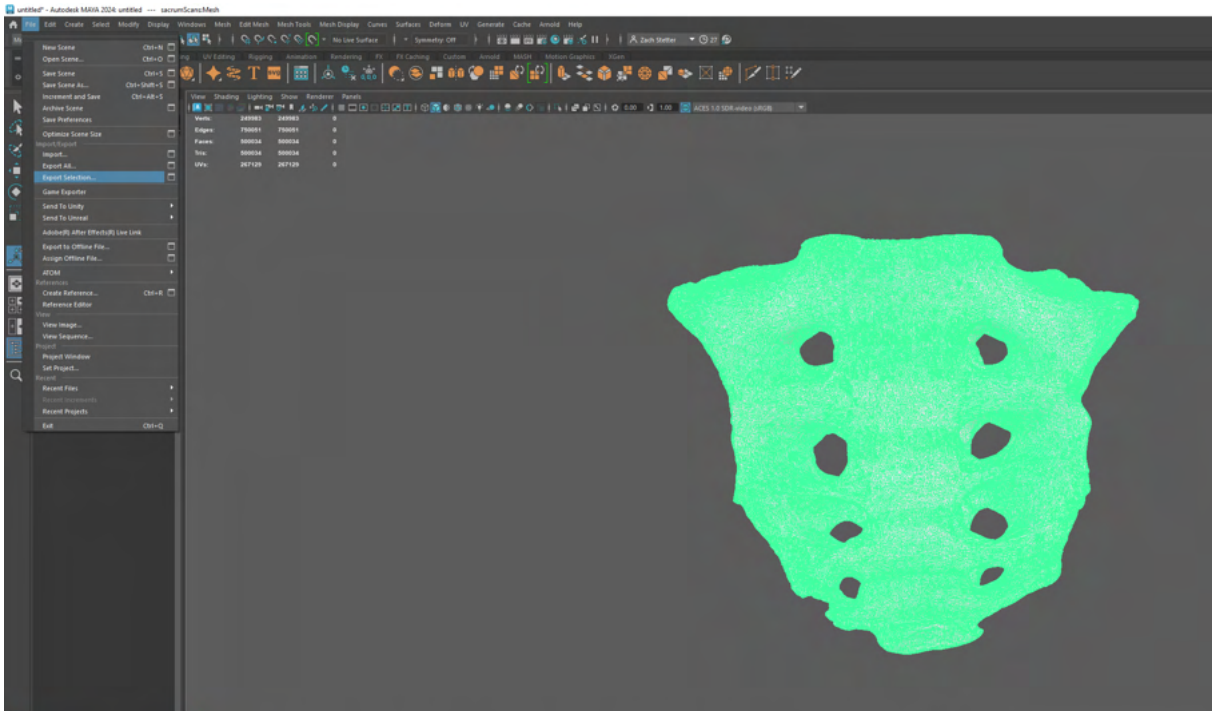 untitled* - Autodesk MAYA 2024: untitled --- sacrumScans:Mesh
File Edit Create Select Modify Display Windows Mesh Edit Mesh Mesh Tools Mesh Display Curves Surfaces Deform UV Generate Cache Arnold Help
No Live Surface Symmetry: Off Zach Stetter 27
UV Editing Rigging Animation Rendering FX FX Caching Custom Arnold MASH Motion Graphics XGen
View Shading Lighting Show Renderer Panels
0.00 1.00 ACES 1.0 SDR-video (sRGB)
New Scene Ctrl+N
Open Scene... Ctrl+O
Save Scene Ctrl+S
Save Scene As... Ctrl+Shift+S
Increment and Save Ctrl+Alt+S
Archive Scene
Save Preferences
Optimize Scene Size
Import/Export
Import...
Export All...
Export Selection...
Game Exporter
Send To Unity
Send To Unreal
Adobe(R) After Effects(R) Live Link
Export to Offline File...
Assign Offline File...
ATOM
References
Create Reference... Ctrl+R
Reference Editor
View
View Image...
View Sequence...
Project
Project Window
Set Project...
Recent
Recent Files
Recent Increments
Recent Projects
Exit Ctrl+Q
Verts: 249983 249983 0
Edges: 750051 750051 0
Faces: 500034 500034 0
Tris: 500034 500034 0
UVs: 267129 267129 0